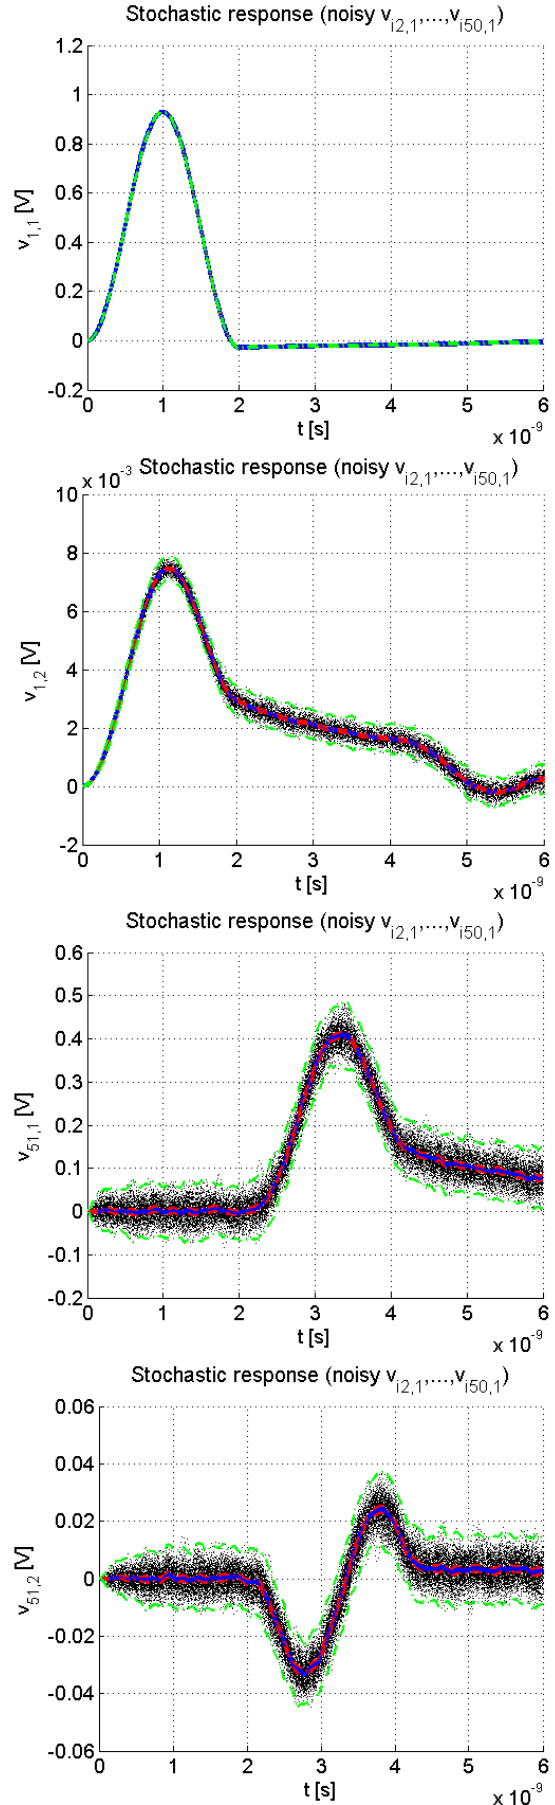 Stochastic response (noisy v_{i2,1},...,v_{i50,1})
1.2
1
0.8
0.6
0.4
0.2
0
-0.2
v_{1,1} [V]
0 1 2 3 4 5 6
t [s]
x 10^{-9}
x 10^{-3} Stochastic response (noisy v_{i2,1},...,v_{i50,1})
10
8
6
4
2
0
-2
v_{1,2} [V]
0 1 2 3 4 5 6
t [s]
x 10^{-9}
Stochastic response (noisy v_{i2,1},...,v_{i50,1})
0.6
0.5
0.4
0.3
0.2
0.1
0
-0.1
-0.2
v_{51,1} [V]
0 1 2 3 4 5 6
t [s]
x 10^{-9}
Stochastic response (noisy v_{i2,1},...,v_{i50,1})
0.06
0.04
0.02
0
-0.02
-0.04
-0.06
v_{51,2} [V]
0 1 2 3 4 5 6
t [s]
x 10^{-9}